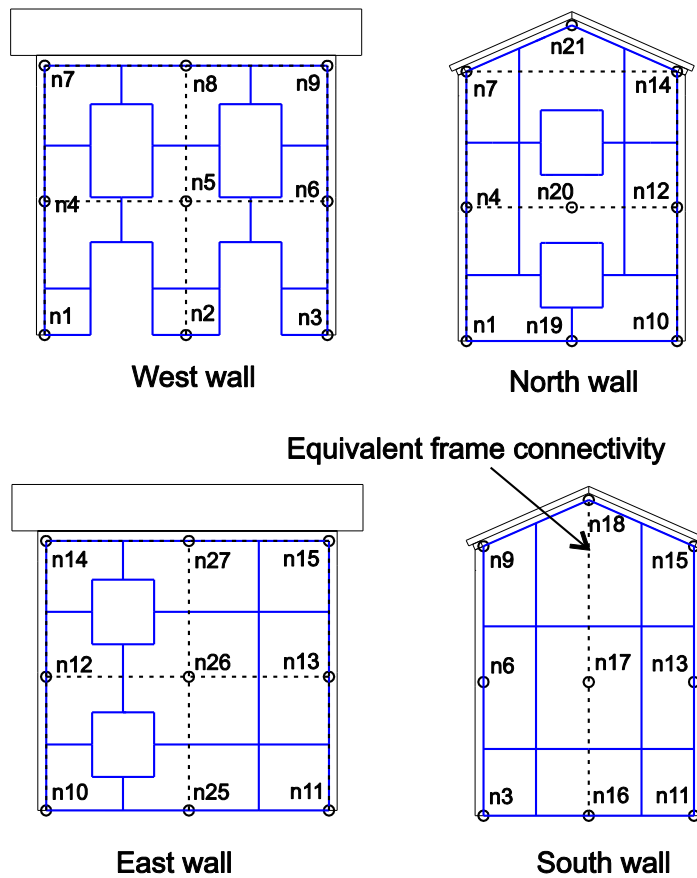 n7 n8 n9
n4 n5 n6
n1 n2 n3
West wall
n21
n7 n14
n4 n20 n12
n1 n19 n10
North wall
Equivalent frame connectivity
n14 n27 n15
n12 n26 n13
n10 n25 n11
East wall
n18
n9 n15
n6 n17 n13
n3 n16 n11
South wall